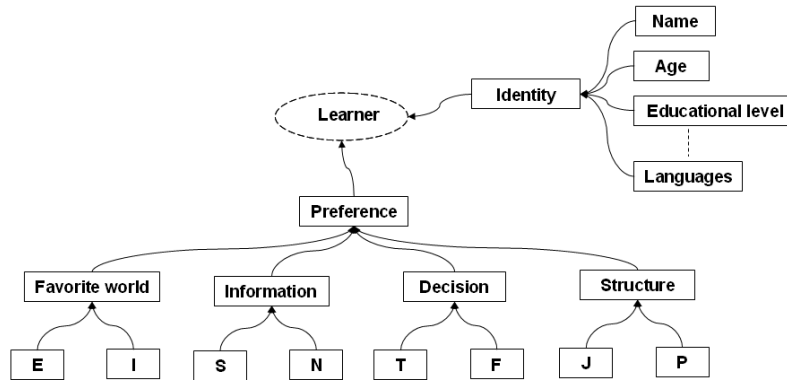 Name
Age
Identity
Educational level
Learner
Languages
Preference
Favorite world
Information
Decision
Structure
E
I
S
N
T
F
J
P